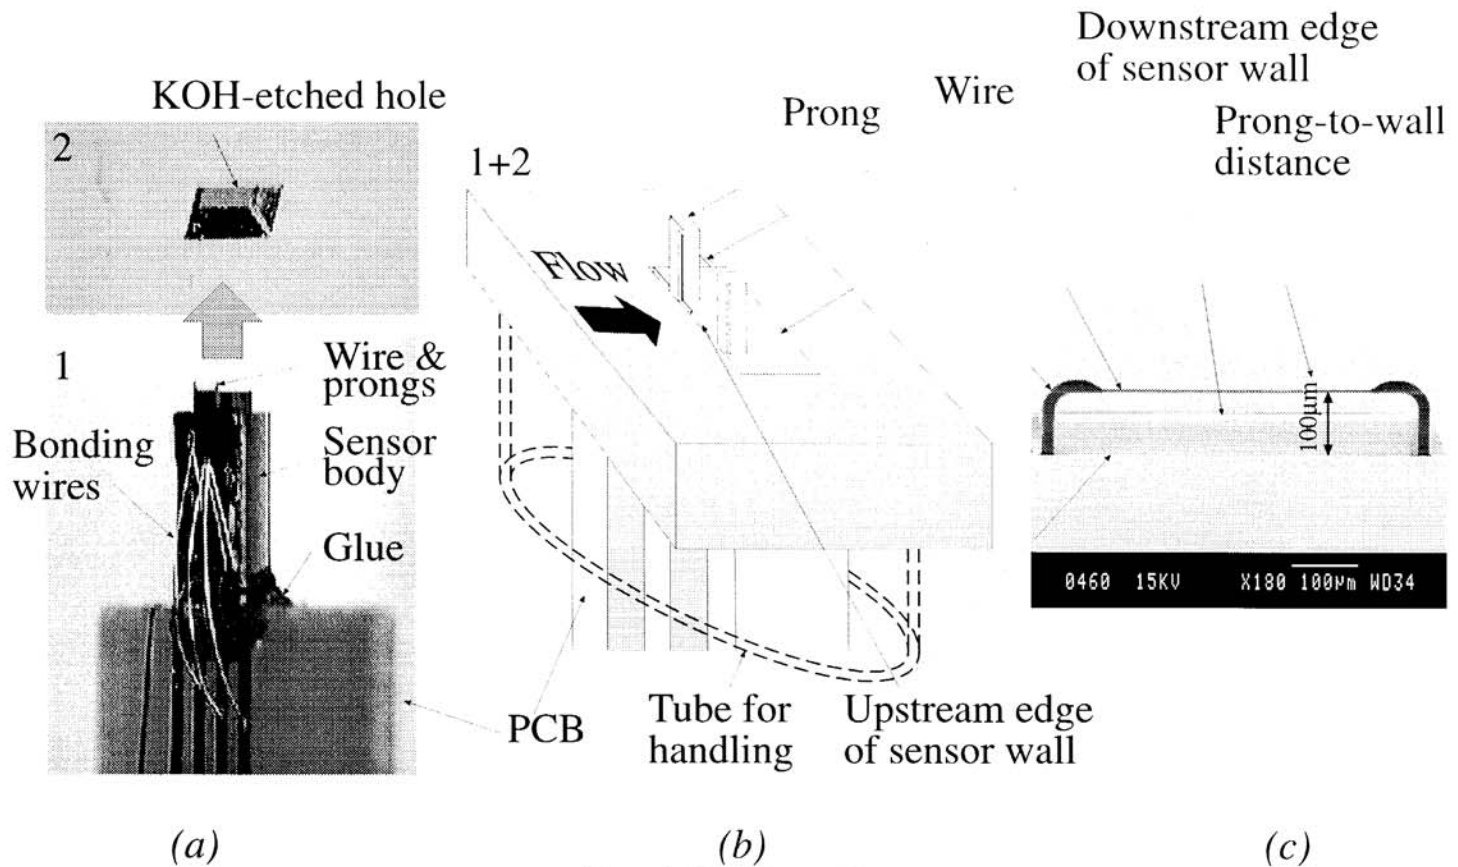 Downstream edge
of sensor wall
Wire
Prong
Prong-to-wall
distance
KOH-etched hole
2
1+2
Flow
1
Wire &
prongs
Bonding
wires
Sensor
body
Glue
100µm
0460 15KV X180 100µm WD34
PCB
Tube for
handling
Upstream edge
of sensor wall
(a)
(b)
(c)